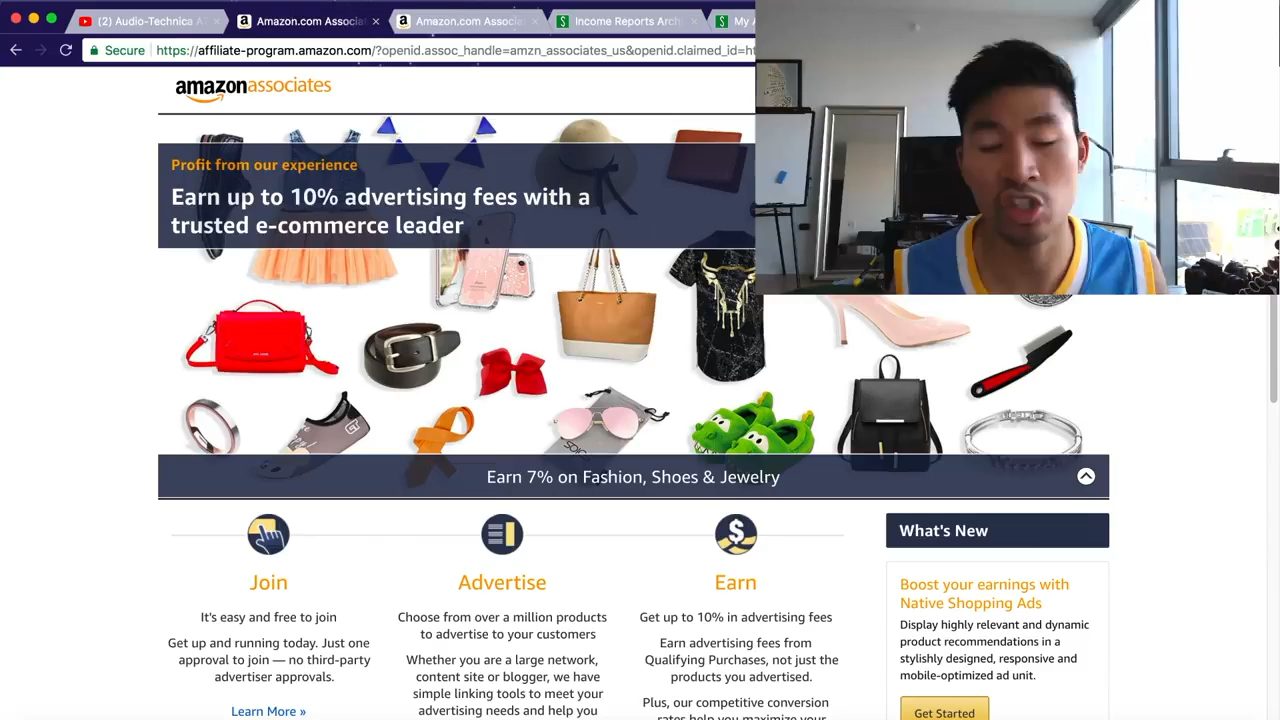 (2) Audio-Technica AT
Amazon.com Associa
Amazon.com Associa
Income Reports Arch
My A
Secure
https://affiliate-program.amazon.com/?openid.assoc_handle=amzn_associates_us&openid.claimed_id=ht
amazonassociates
Profit from our experience
Earn up to 10% advertising fees with a
trusted e-commerce leader
Earn 7% on Fashion, Shoes & Jewelry
Join
It's easy and free to join
Get up and running today. Just one
approval to join — no third-party
advertiser approvals.
Learn More »
Advertise
Choose from over a million products
to advertise to your customers
Whether you are a large network,
content site or blogger, we have
simple linking tools to meet your
advertising needs and help you
Earn
Get up to 10% in advertising fees
Earn advertising fees from
Qualifying Purchases, not just the
products you advertised.
Plus, our competitive conversion
rates help you maximize your
What's New
Boost your earnings with
Native Shopping Ads
Display highly relevant and dynamic
product recommendations in a
stylishly designed, responsive and
mobile-optimized ad unit.
Get Started